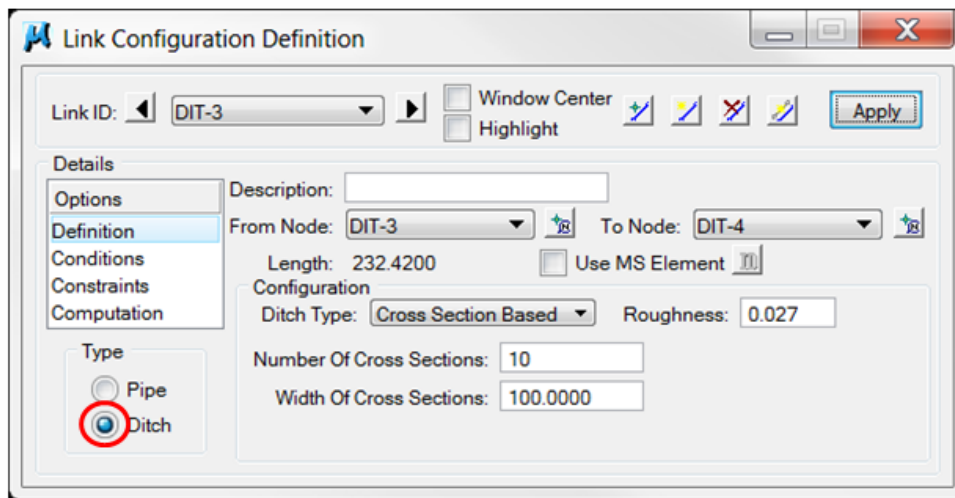 Link Configuration Definition
Link ID: DIT-3 Window Center Apply
Highlight
Details
Options
Definition
Conditions
Constraints
Computation
Description:
From Node: DIT-3 To Node: DIT-4
Length: 232.4200 Use MS Element
Configuration
Ditch Type: Cross Section Based Roughness: 0.027
Number Of Cross Sections: 10
Width Of Cross Sections: 100.0000
Type
Pipe
Ditch